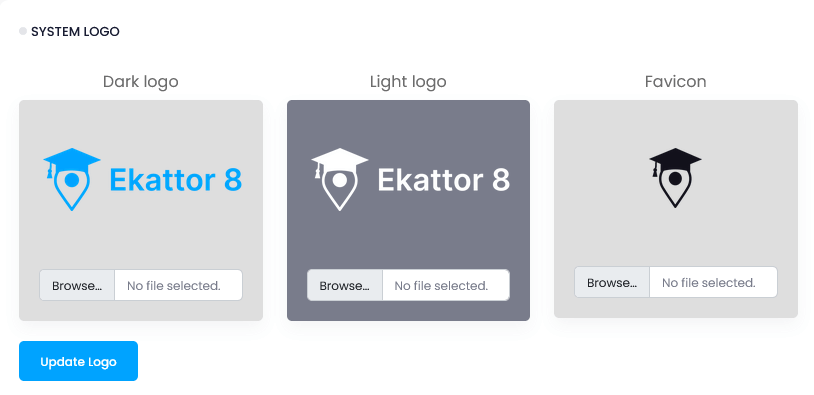 SYSTEM LOGO
Dark logo
Light logo
Favicon
Ekattor 8
Ekattor 8
Browse... No file selected.
Browse... No file selected.
Browse... No file selected.
Update Logo